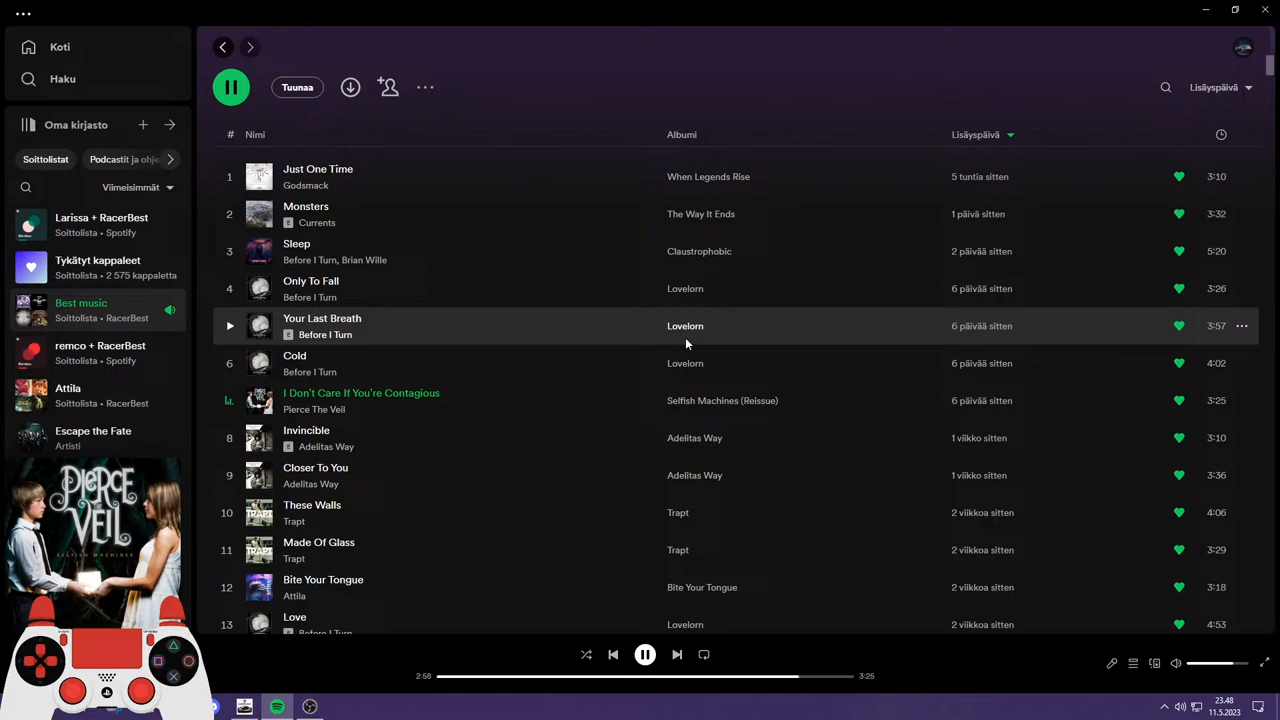 Koti
Haku
Oma kirjasto
Soittolistat
Podcastit ja ohje
Viimeisimmät
Larissa + RacerBest
Soittolista • Spotify
Tykätyt kappaleet
Soittolista • 2 575 kappaletta
Best music
Soittolista • RacerBest
remco + RacerBest
Soittolista • Spotify
Attila
Soittolista • RacerBest
Escape the Fate
Artisti
PIERCE THE VEIL
SELFISH MACHINES
Tuunaa
Lisäyspäivä
# Nimi Albumi Lisäyspäivä
1 Just One Time When Legends Rise 5 tuntia sitten 3:10
Godsmack
2 Monsters The Way It Ends 1 päivä sitten 3:32
E Currents
3 Sleep Claustrophobic 2 päivää sitten 5:20
Before I Turn, Brian Wille
4 Only To Fall Lovelorn 6 päivää sitten 3:26
Before I Turn
Your Last Breath Lovelorn 6 päivää sitten 3:57
E Before I Turn
6 Cold Lovelorn 6 päivää sitten 4:02
Before I Turn
I Don't Care If You're Contagious Selfish Machines (Reissue) 6 päivää sitten 3:25
Pierce The Veil
8 Invincible Adelitas Way 1 viikko sitten 3:10
E Adelitas Way
9 Closer To You Adelitas Way 1 viikko sitten 3:36
Adelitas Way
10 These Walls Trapt 2 viikkoa sitten 4:06
Trapt
11 Made Of Glass Trapt 2 viikkoa sitten 3:29
Trapt
12 Bite Your Tongue Bite Your Tongue 2 viikkoa sitten 3:18
Attila
13 Love Lovelorn 2 viikkoa sitten 4:53
Before I Turn
2:58 3:25
23.48
11.5.2023